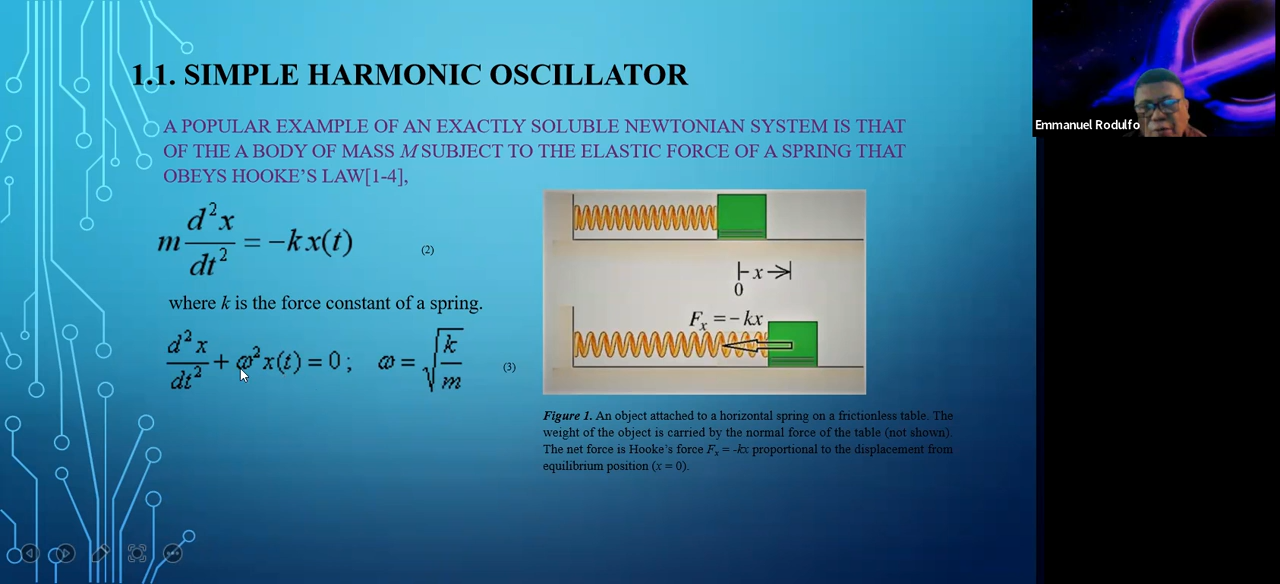 1.1. SIMPLE HARMONIC OSCILLATOR
A POPULAR EXAMPLE OF AN EXACTLY SOLUBLE NEWTONIAN SYSTEM IS THAT
OF THE A BODY OF MASS M SUBJECT TO THE ELASTIC FORCE OF A SPRING THAT
OBEYS HOOKE'S LAW[1-4],
m d²x/dt² = −k x(t) (2)
where k is the force constant of a spring.
d²x/dt² + ω² x(t) = 0 ; ω = √(k/m) (3)
x
0
Fₓ = − kx
Figure 1. An object attached to a horizontal spring on a frictionless table. The
weight of the object is carried by the normal force of the table (not shown).
The net force is Hooke's force Fₓ = -kx proportional to the displacement from
equilibrium position (x = 0).
Emmanuel Rodulfo